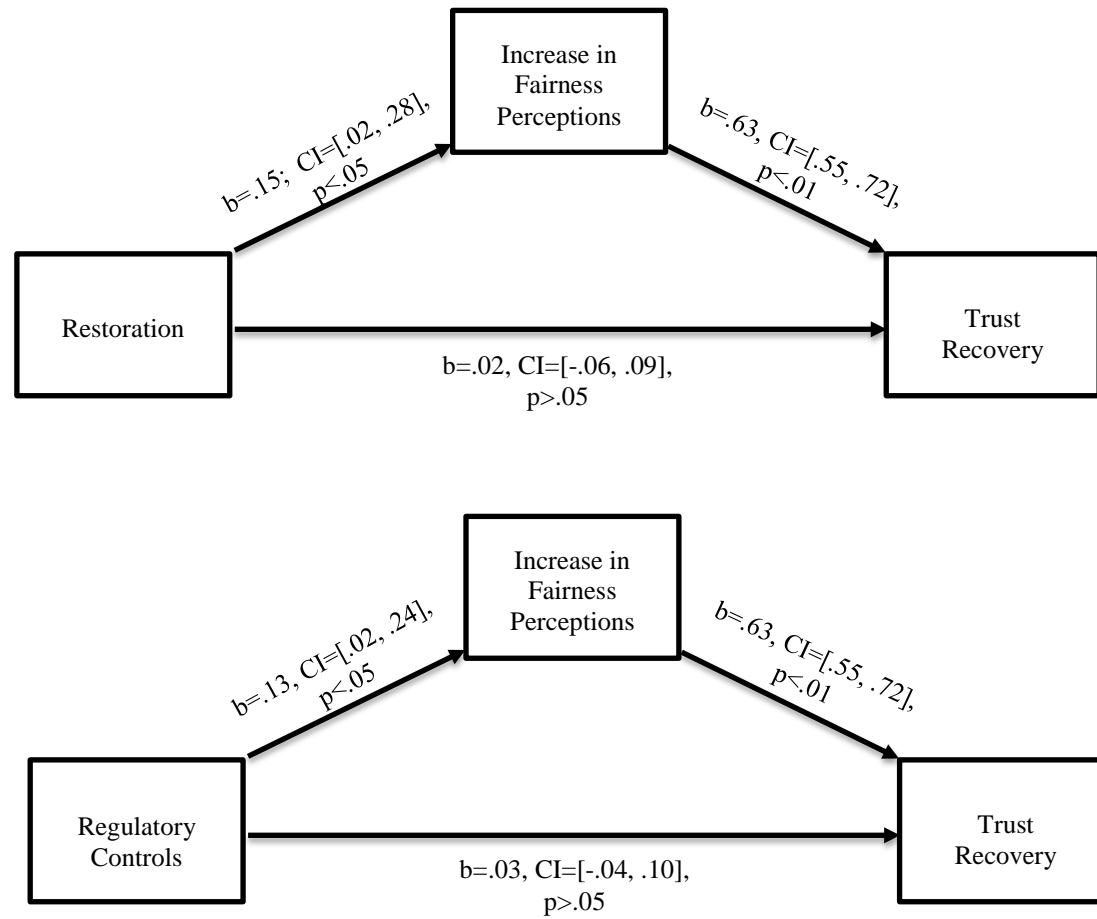 Increase in
Fairness
Perceptions
b=.15;  CI=[.02, .28],
p<.05
b=.63, CI=[.55, .72],
p<.01
Restoration
Trust
Recovery
b=.02, CI=[-.06, .09],
p>.05
Increase in
Fairness
Perceptions
b=.13, CI=[.02, .24],
p<.05
b=.63, CI=[.55, .72],
p<.01
Regulatory
Controls
Trust
Recovery
b=.03, CI=[-.04, .10],
p>.05